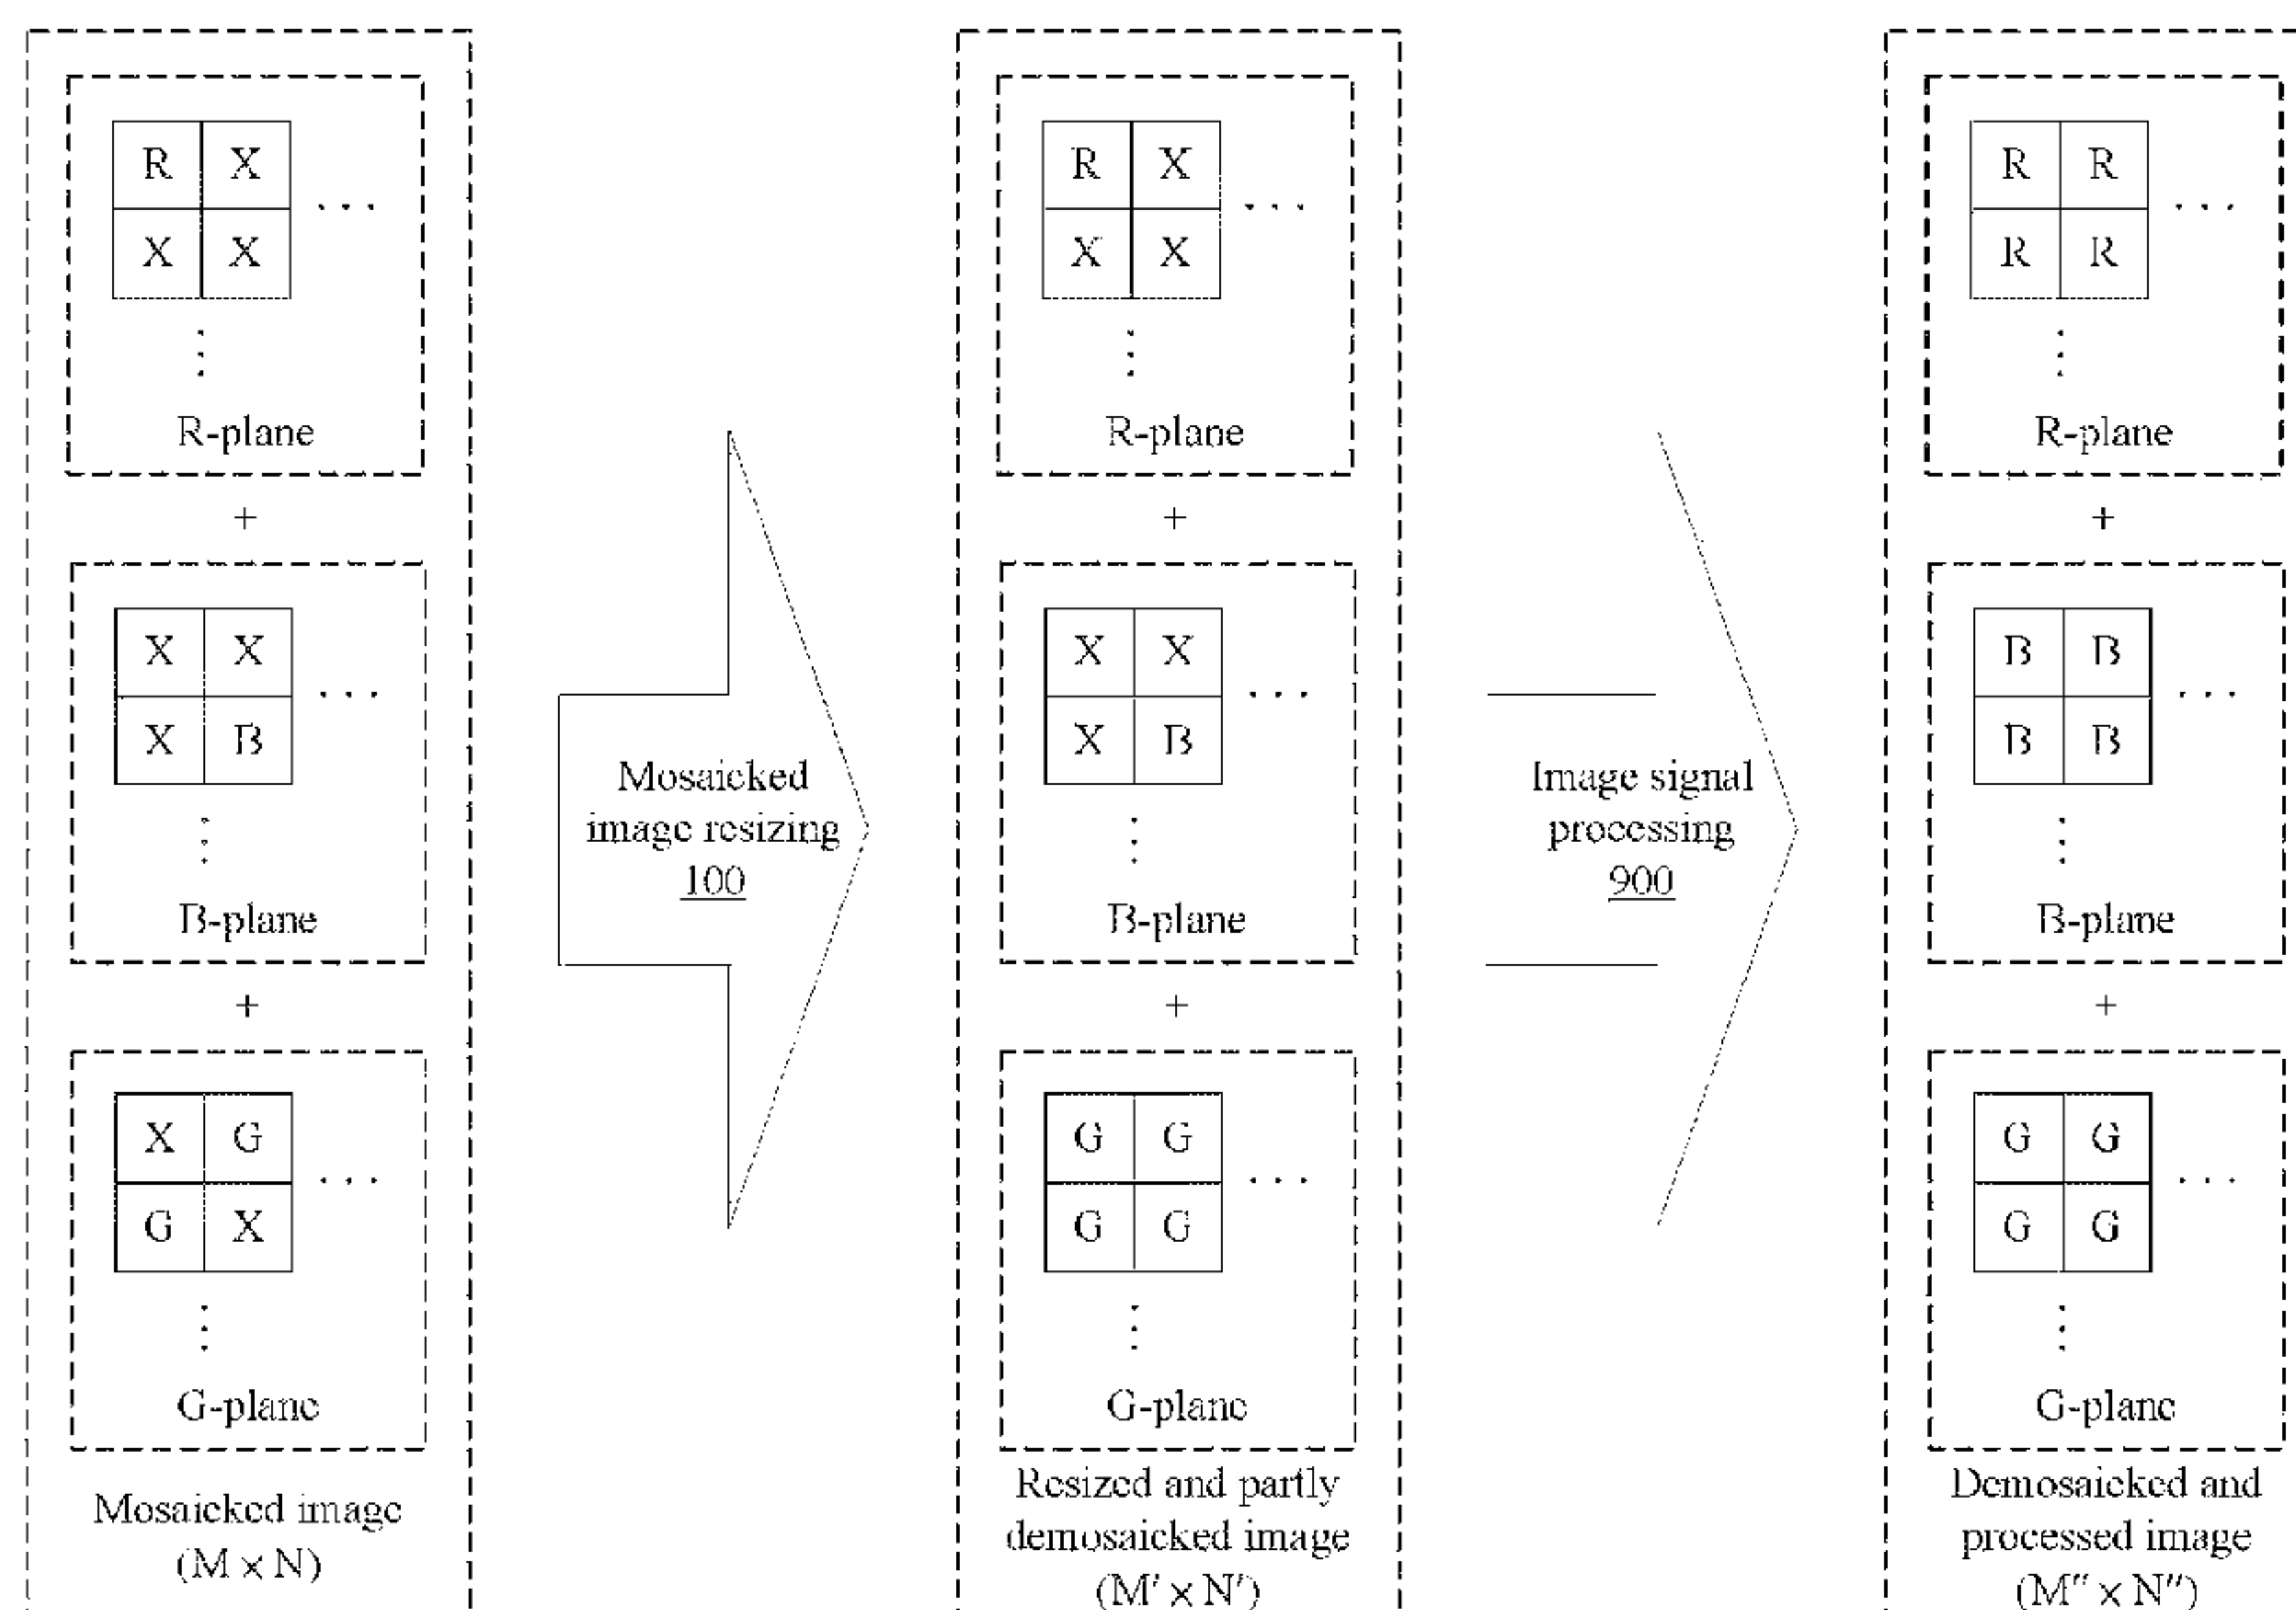 R X
X X
. . .
R-plane
+
X X
X B
. . .
B-plane
+
X G
G X
. . .
G-plane
Mosaicked image
(M × N)
Mosaicked
image resizing
100
R X
X X
. . .
R-plane
+
X X
X B
. . .
B-plane
+
G G
G G
. . .
G-plane
Resized and partly
demosaicked image
(M' × N')
Image signal
processing
900
R R
R R
. . .
R-plane
+
B B
B B
. . .
B-plane
+
G G
G G
. . .
G-plane
Demosaicked and
processed image
(M'' × N'')